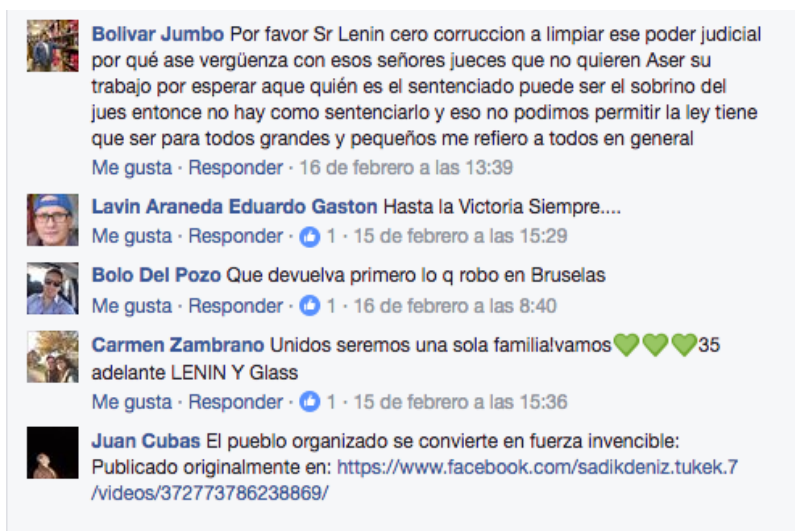 Bolivar Jumbo Por favor Sr Lenin cero corruccion a limpiar ese poder judicial
por qué ase vergüenza con esos señores jueces que no quieren Aser su
trabajo por esperar aque quién es el sentenciado puede ser el sobrino del
jues entonce no hay como sentenciarlo y eso no podimos permitir la ley tiene
que ser para todos grandes y pequeños me refiero a todos en general
Me gusta · Responder · 16 de febrero a las 13:39
Lavin Araneda Eduardo Gaston Hasta la Victoria Siempre....
Me gusta · Responder · 1 · 15 de febrero a las 15:29
Bolo Del Pozo Que devuelva primero lo q robo en Bruselas
Me gusta · Responder · 1 · 16 de febrero a las 8:40
Carmen Zambrano Unidos seremos una sola familia!vamos💚💚💚35
adelante LENIN Y Glass
Me gusta · Responder · 1 · 15 de febrero a las 15:36
Juan Cubas El pueblo organizado se convierte en fuerza invencible:
Publicado originalmente en: https://www.facebook.com/sadikdeniz.tukek.7
/videos/372773786238869/